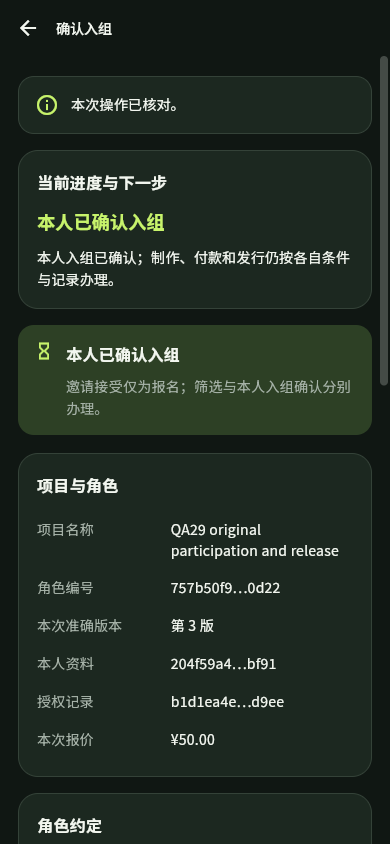 确认入组
本次操作已核对。
当前进度与下一步
本人已确认入组
本人入组已确认；制作、付款和发行仍按各自条件
与记录办理。
本人已确认入组
邀请接受仅为报名；筛选与本人入组确认分别
办理。
项目与角色
项目名称 QA29 original
participation and release
角色编号 757b50f9…0d22
本次准确版本 第 3 版
本人资料 204f59a4…bf91
授权记录 b1d1ea4e…d9ee
本次报价 ¥50.00
角色约定